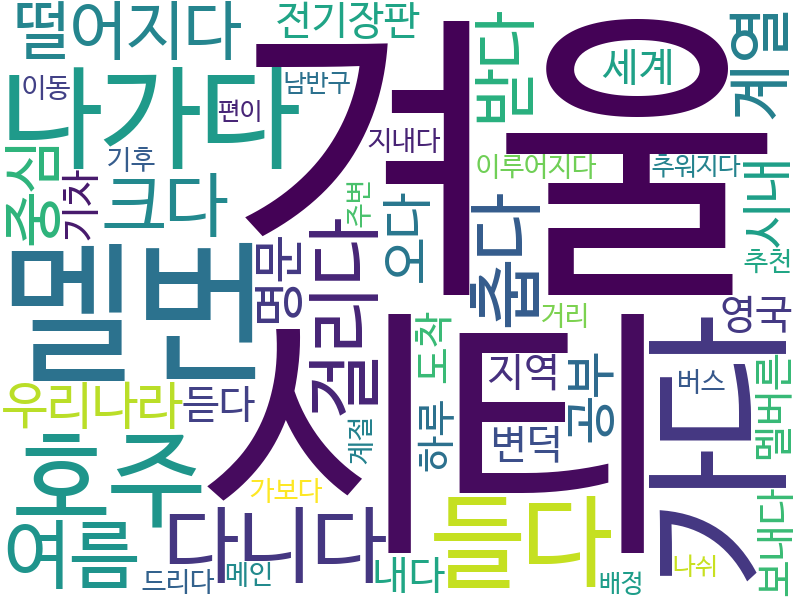 떨어지다
전기장판
겨울
세계
받다
계열
나가다
이동
편이
남반구
지내다
중심
기차
기후
크다
주변
오다
이루어지다
추워지다
시내
추천
멜번
명문
걸리다
춥다
거리
영국
시티
가다
우리나라
듣다
도착
지역
변덕
공부
버스
멜버른
호주
계절
하루
가보다
여름
다니다
들다
보내다
드리다
메인
내다
배정
나쉬